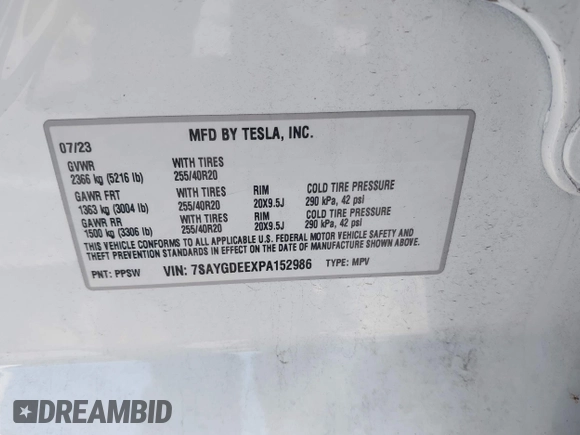 MFD BY TESLA, INC.
07/23
GVWR WITH TIRES
2366 kg (5216 lb) 255/40R20
GAWR FRT WITH TIRES RIM COLD TIRE PRESSURE
1363 kg (3004 lb) 255/40R20 20X9.5J 290 kPa, 42 psi
GAWR RR WITH TIRES RIM COLD TIRE PRESSURE
1500 kg (3306 lb) 255/40R20 20X9.5J 290 kPa, 42 psi
THIS VEHICLE CONFORMS TO ALL APPLICABLE U.S. FEDERAL MOTOR VEHICLE SAFETY AND
THEFT PREVENTION STANDARDS IN EFFECT ON THE DATE OF MANUFACTURE SHOWN ABOVE.
PNT: PPSW VIN: 7SAYGDEEXPA152986 TYPE: MPV
DREAMBID